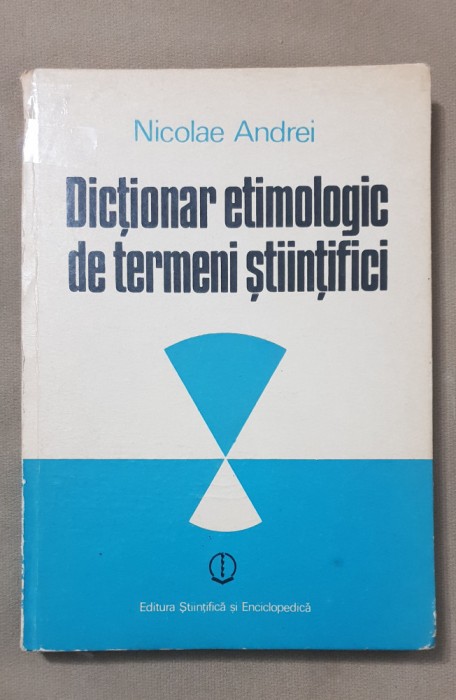 Nicolae Andrei
Dicționar etimologic
de termeni științifici
Editura Științifică și Enciclopedică